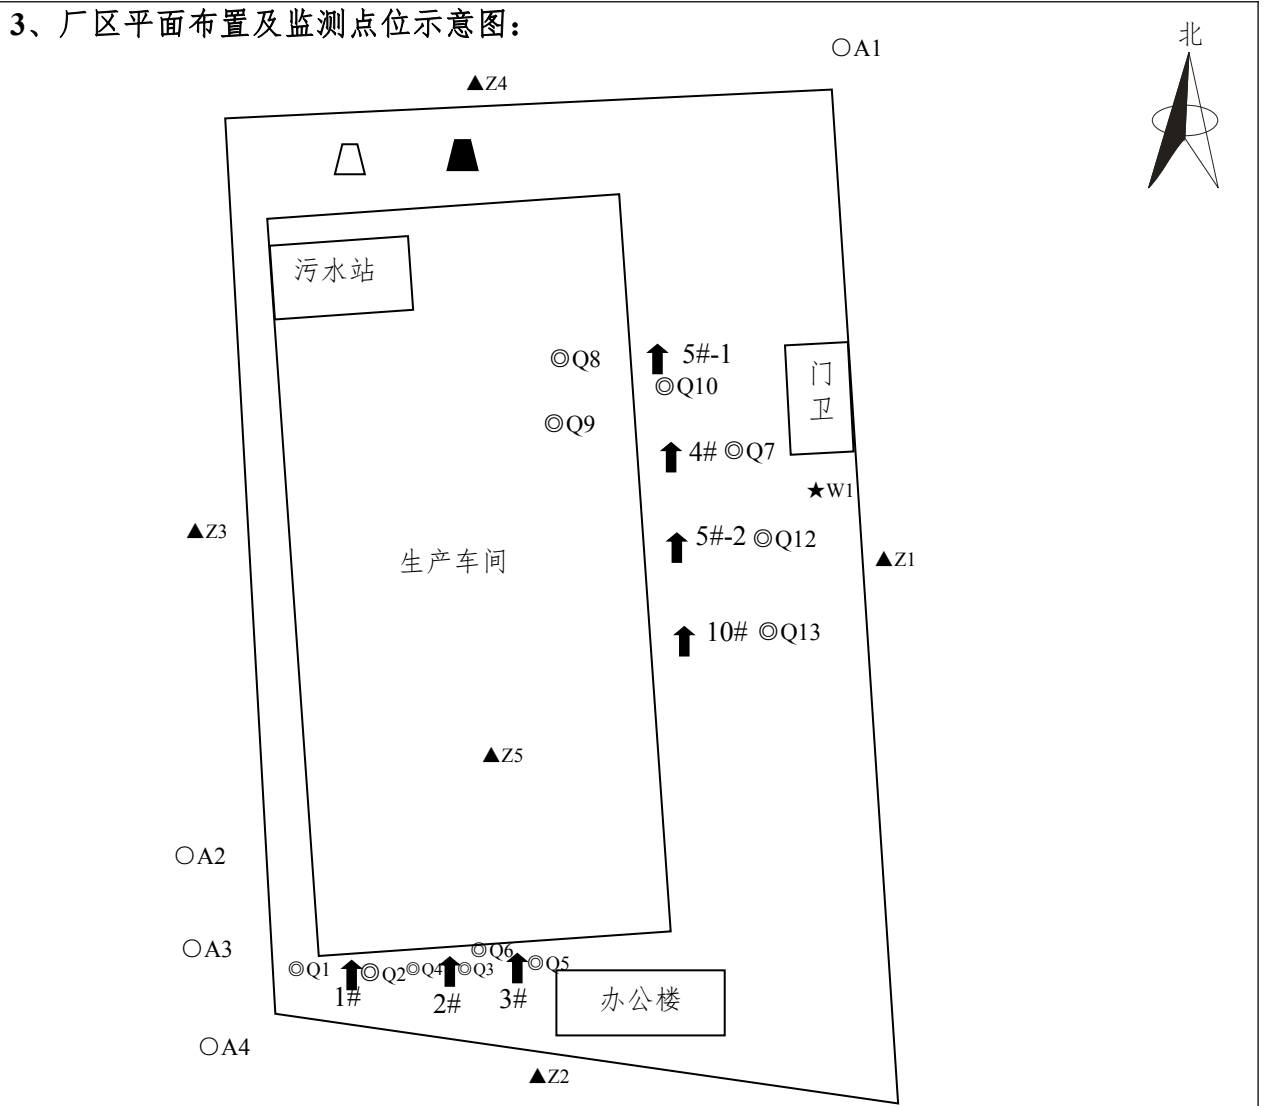 3、厂区平面布置及监测点位示意图：
北
○A1
▲Z4
污水站
◎Q8
5#-1
◎Q10
门
卫
◎Q9
4# ◎Q7
★W1
▲Z3
5#-2 ◎Q12
生产车间
▲Z1
10# ◎Q13
▲Z5
○A2
○A3
◎Q6
◎Q1
◎Q2
◎Q4
◎Q3
◎Q5
1#
2#
3#
办公楼
○A4
▲Z2